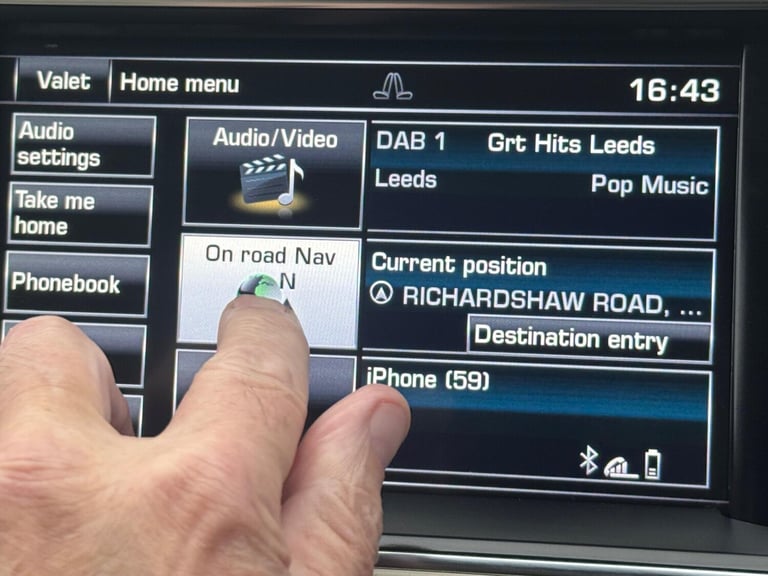 Valet
Home menu
16:43
Audio
settings
Audio/Video
DAB 1
Grt Hits Leeds
Leeds
Pop Music
Take me
home
On road Nav
N
Current position
RICHARDSHAW ROAD, ...
Destination entry
Phonebook
iPhone (59)